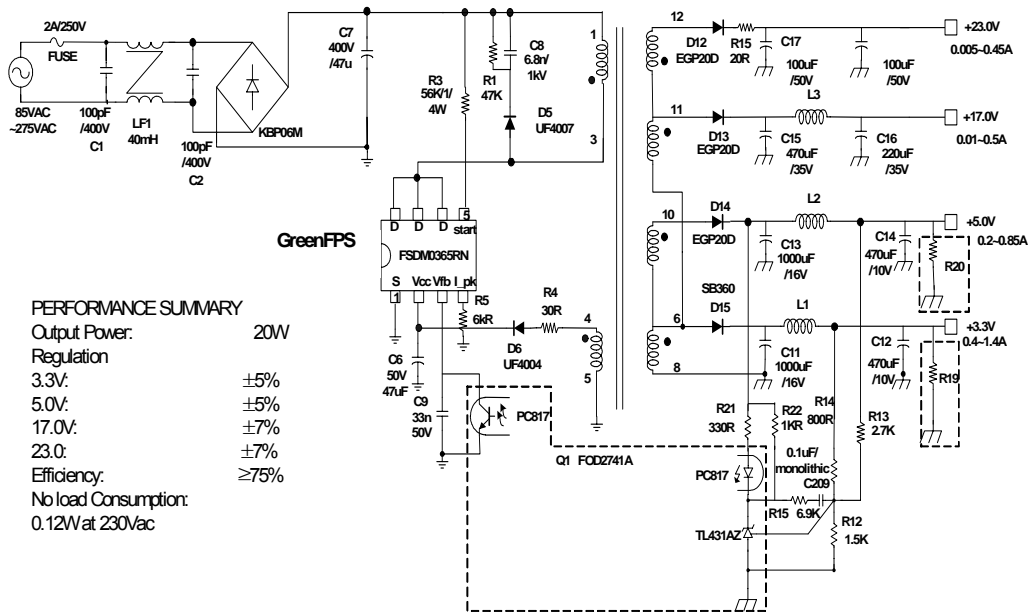 2A/250V
FUSE
85VAC
~275VAC
100pF
/400V
C1
LF1
40mH
100pF
/400V
C2
KBP06M
C7
400V
/47u
R3
56K/1/
4W
R1
47K
C8
6.8n/
1kV
D5
UF4007
1
3
12
11
10
6
8
4
5
D12
EGP20D
R15
20R
C17
100uF
/50V
100uF
/50V
+23.0V
0.005~0.45A
D13
EGP20D
L3
C15
470uF
/35V
C16
220uF
/35V
+17.0V
0.01~0.5A
D14
EGP20D
L2
C13
1000uF
/16V
C14
470uF
/10V
R20
+5.0V
0.2~0.85A
SB360
D15
L1
C11
1000uF
/16V
C12
470uF
/10V
R19
+3.3V
0.4~1.4A
GreenFPS
D D D 5
start
FSDM0365RN
S Vcc Vfb I_pk
1
R5
6kR
R4
30R
D6
UF4004
C6
50V
47uF
C9
33n
50V
PC817
Q1 FOD2741A
R21
330R
R22
1KR
R14
800R
R13
2.7K
0.1uF/
monolithic
C209
PC817
R15 6.9K
TL431AZ
R12
1.5K
PERFORMANCE SUMMARY
Output Power: 20W
Regulation
3.3V: ±5%
5.0V: ±5%
17.0V: ±7%
23.0: ±7%
Efficiency: ≥75%
No load Consumption:
0.12W at 230Vac